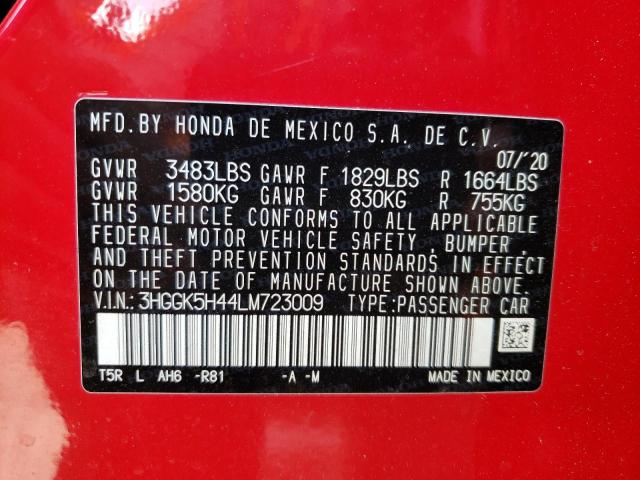 MFD. BY HONDA DE MEXICO S.A. DE C.V.
07/'20
GVWR 3483LBS GAWR F 1829LBS R 1664LBS
GVWR 1580KG GAWR F 830KG R 755KG
THIS VEHICLE CONFORMS TO ALL APPLICABLE
FEDERAL MOTOR VEHICLE SAFETY, BUMPER,
AND THEFT PREVENTION STANDARDS IN EFFECT
ON THE DATE OF MANUFACTURE SHOWN ABOVE.
V.I.N.: 3HGGK5H44LM723009 TYPE:PASSENGER CAR
T5R L AH6 -R81 -A -M MADE IN MEXICO